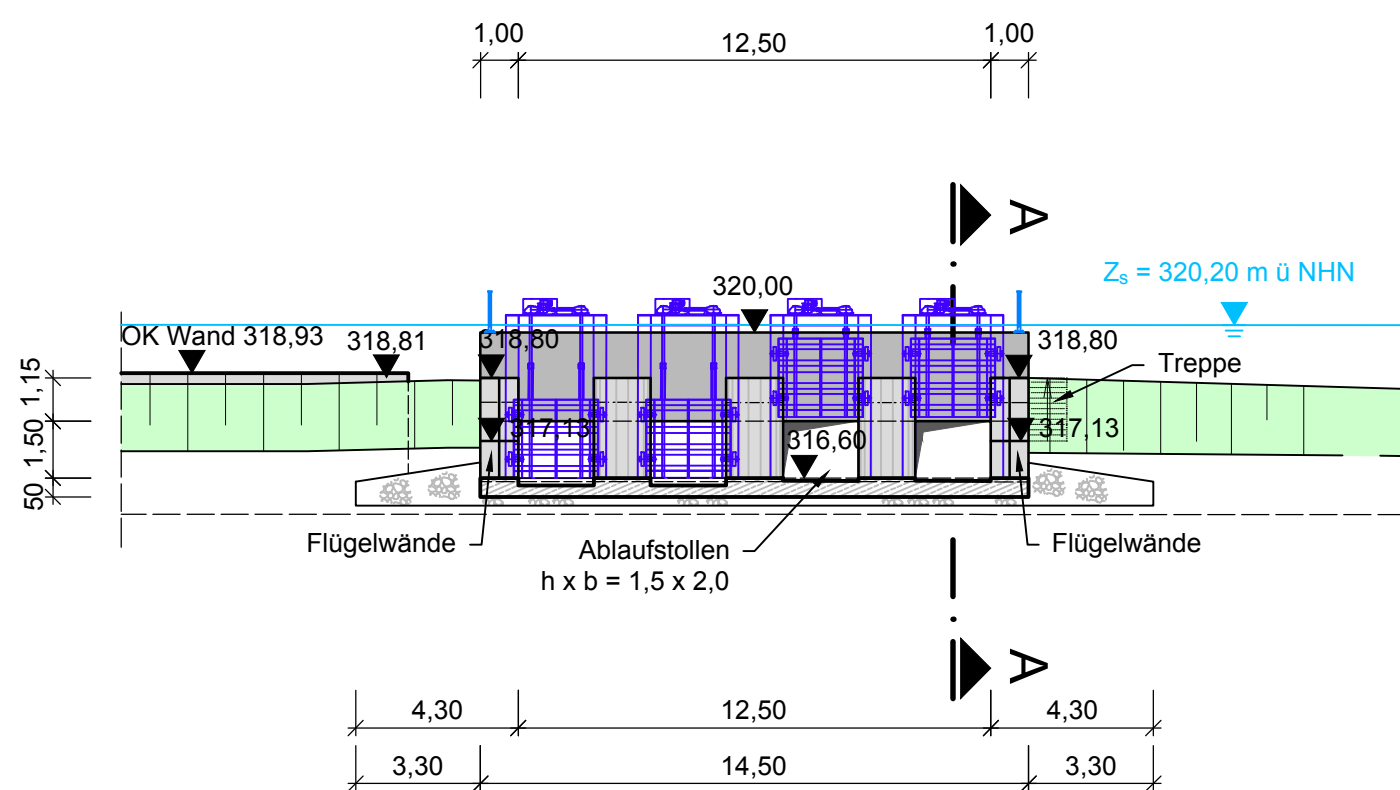 1,00
12,50
1,00
A
Zs = 320,20 m ü NHN
320,00
OK Wand 318,93
318,81
318,80
318,80
Treppe
1,15
1,50
50
317,13
316,60
317,13
Flügelwände
Ablaufstollen
h x b = 1,5 x 2,0
Flügelwände
A
4,30
12,50
4,30
3,30
14,50
3,30